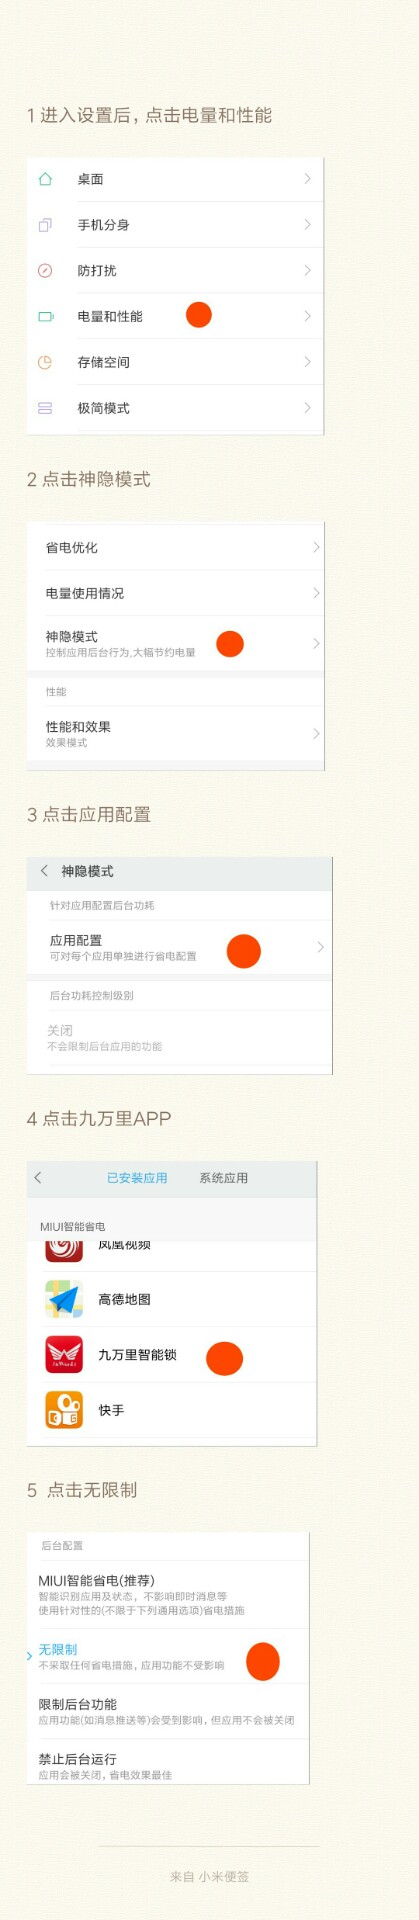 1 进入设置后，点击电量和性能
桌面
手机分身
防打扰
电量和性能
存储空间
极简模式
2 点击神隐模式
省电优化
电量使用情况
神隐模式
控制应用后台行为,大幅节约电量
性能
性能和效果
效果模式
3 点击应用配置
神隐模式
针对应用配置后台功耗
应用配置
可对每个应用单独进行省电配置
后台功耗控制级别
关闭
不会限制后台应用的功能
4 点击九万里APP
已安装应用 系统应用
MIUI智能省电
凤凰视频
高德地图
九万里智能锁
快手
5 点击无限制
后台配置
MIUI智能省电(推荐)
智能识别应用及状态，不影响即时消息等
使用针对性的(不限于下列通用选项)省电措施
无限制
不采取任何省电措施，应用功能不受影响
限制后台功能
应用功能(如消息推送等)会受到影响，但应用不会被关闭
禁止后台运行
应用会被关闭，省电效果最佳
来自 小米便签